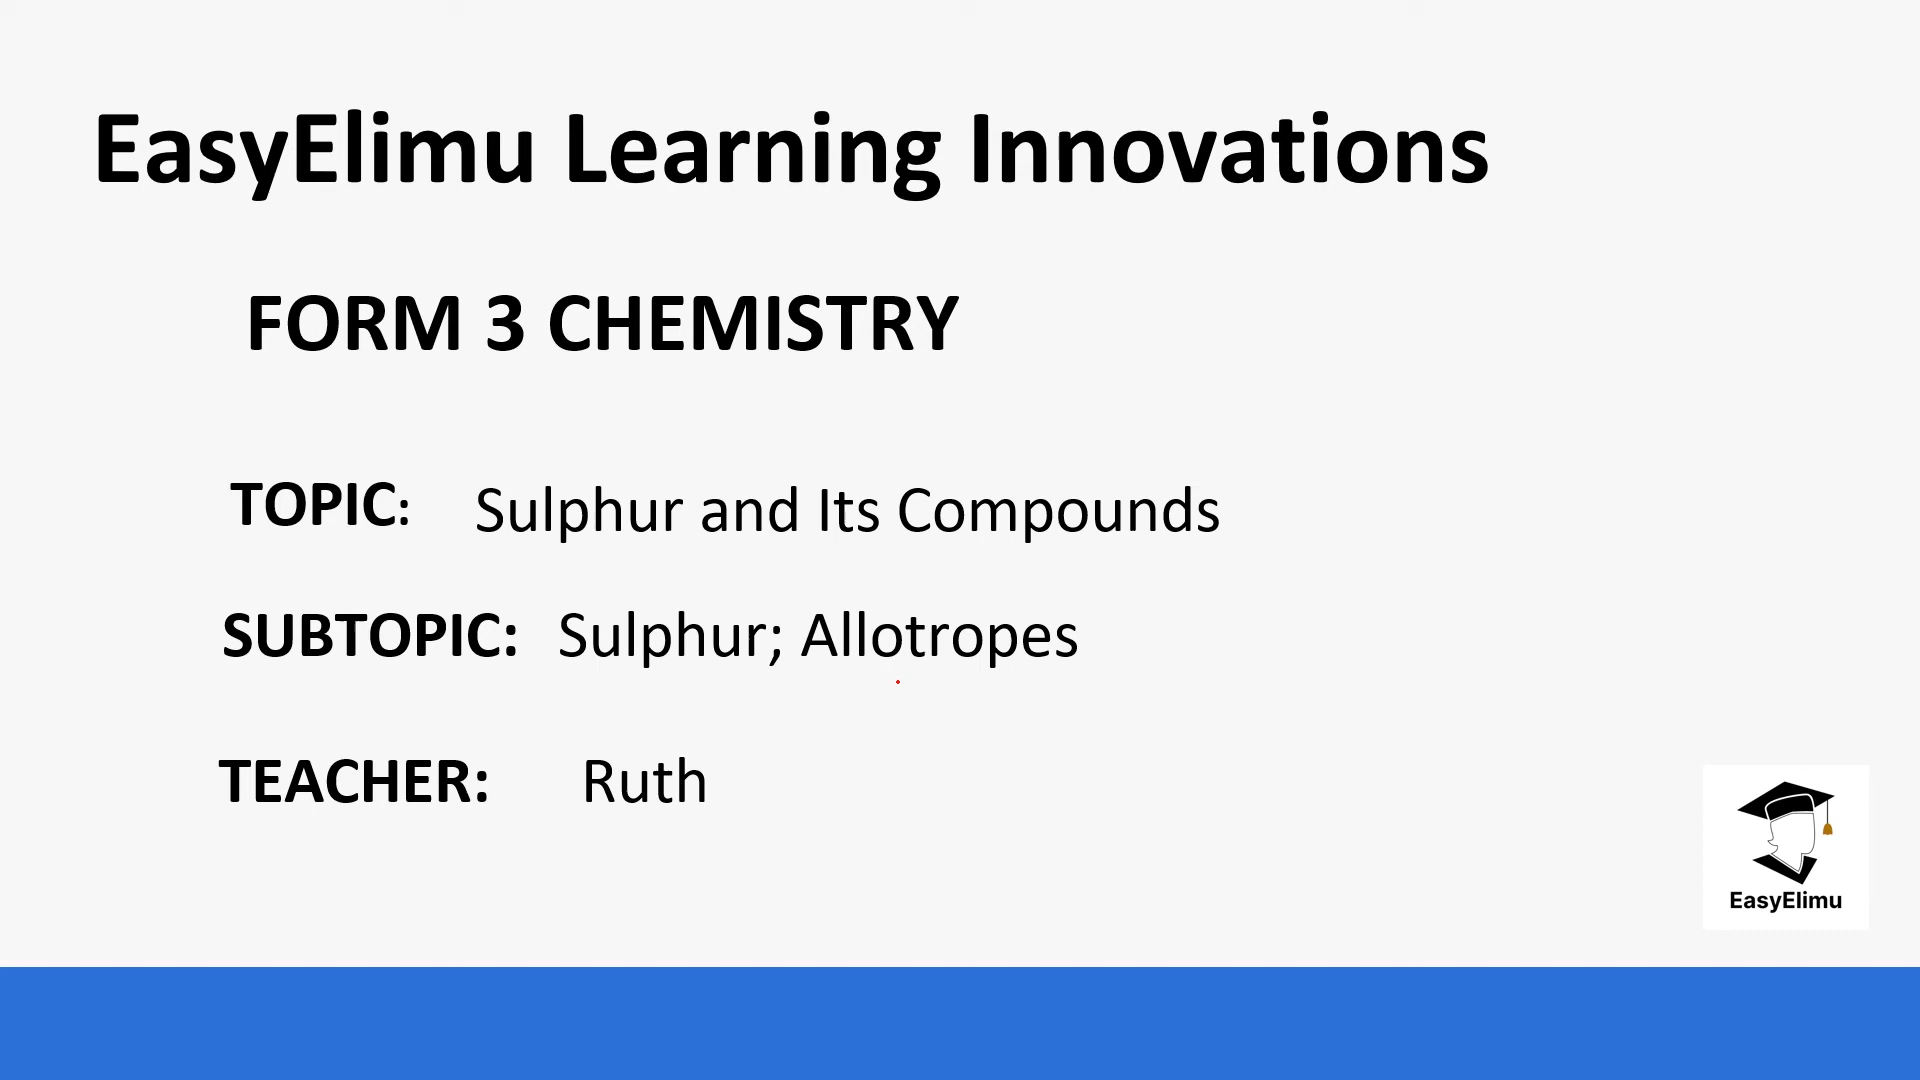 EasyElimu Learning Innovations
FORM 3 CHEMISTRY
TOPIC: Sulphur and Its Compounds
SUBTOPIC: Sulphur; Allotropes
TEACHER: Ruth
EasyElimu